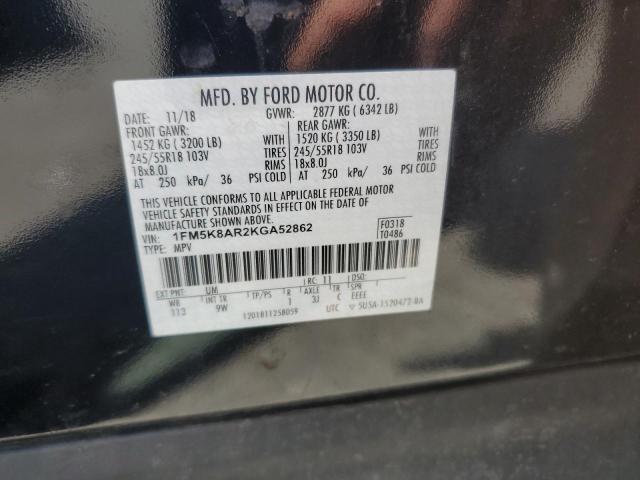 MFD. BY FORD MOTOR CO.
DATE: 11/18 GVWR: 2877 KG ( 6342 LB)
FRONT GAWR: REAR GAWR:
1452 KG ( 3200 LB) WITH 1520 KG ( 3350 LB) WITH
245/55R18 103V TIRES 245/55R18 103V TIRES
18x8.0J RIMS 18x8.0J RIMS
AT 250 kPa/ 36 PSI COLD AT 250 kPa/ 36 PSI COLD
THIS VEHICLE CONFORMS TO ALL APPLICABLE FEDERAL MOTOR
VEHICLE SAFETY STANDARDS IN EFFECT ON THE DATE OF
MANUFACTURE SHOWN ABOVE.
VIN: 1FM5K8AR2KGA52862 F0318
TYPE: MPV T0486
EXT PNT: UM RC: 11 DSO:
WB INT TR TP/PS R AXLE TR SPR
113 9W 1 3J C EEEE
UTC